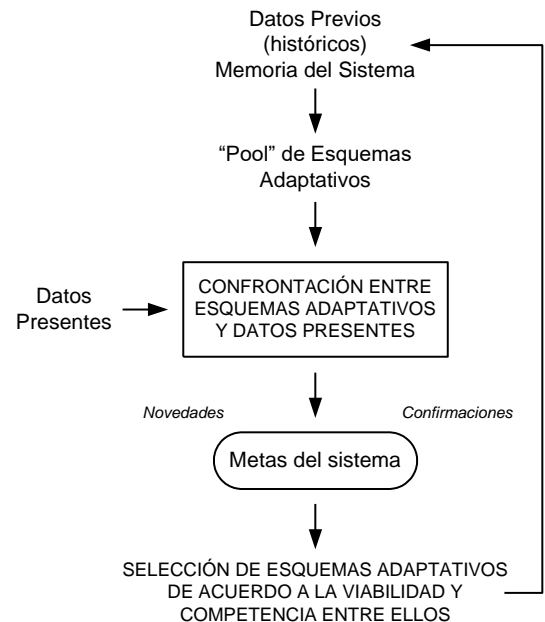 Datos Previos
(históricos)
Memoria del Sistema
“Pool” de Esquemas
Adaptativos
Datos
Presentes
CONFRONTACIÓN ENTRE
ESQUEMAS ADAPTATIVOS
Y DATOS PRESENTES
Novedades
Confirmaciones
Metas del sistema
SELECCIÓN DE ESQUEMAS ADAPTATIVOS
DE ACUERDO A LA VIABILIDAD Y
COMPETENCIA ENTRE ELLOS